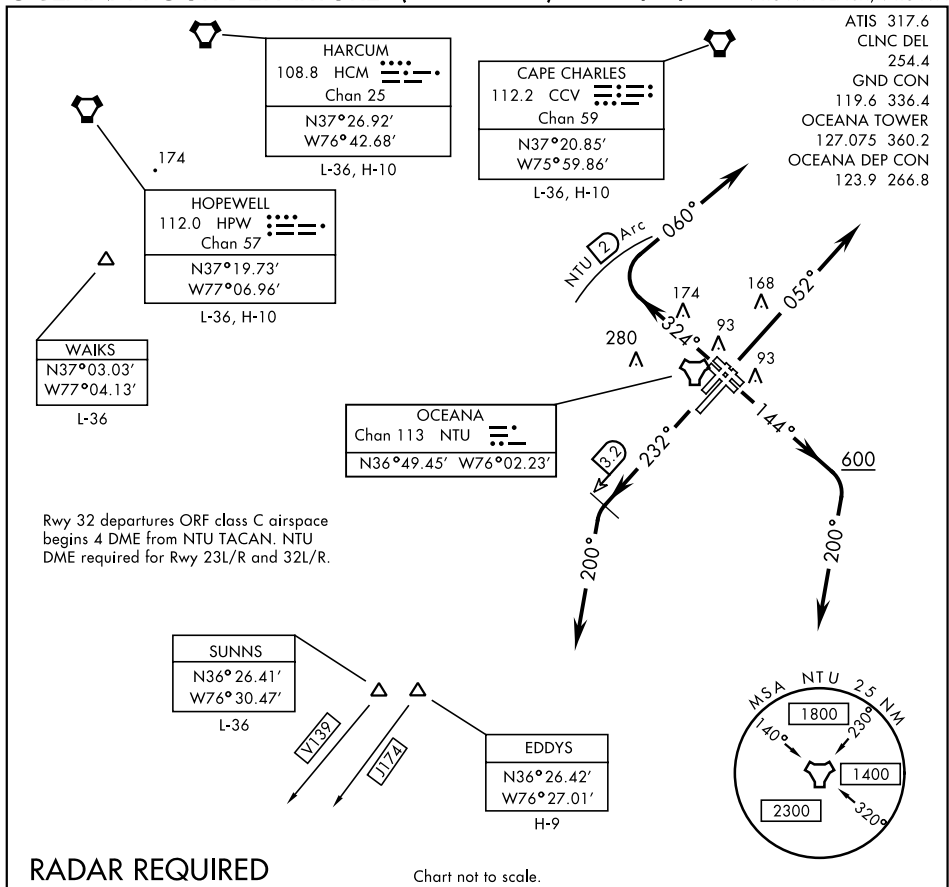 ATIS 317.6
CLNC DEL
254.4
GND CON
119.6 336.4
OCEANA TOWER
127.075 360.2
OCEANA DEP CON
123.9 266.8
HARCUM
108.8 HCM
Chan 25
N37°26.92'
W76°42.68'
L-36, H-10
CAPE CHARLES
112.2 CCV
Chan 59
N37°20.85'
W75°59.86'
L-36, H-10
174
HOPEWELL
112.0 HPW
Chan 57
N37°19.73'
W77°06.96'
L-36, H-10
WAIKS
N37°03.03'
W77°04.13'
L-36
NTU 2 Arc
060°
052°
324°
174
168
93
93
280
OCEANA
Chan 113 NTU
N36°49.45' W76°02.23'
3.2
232°
144°
600
200°
200°
Rwy 32 departures ORF class C airspace
begins 4 DME from NTU TACAN. NTU
DME required for Rwy 23L/R and 32L/R.
SUNNS
N36°26.41'
W76°30.47'
L-36
V139
J174
EDDYS
N36°26.42'
W76°27.01'
H-9
MSA NTU 25 NM
1800
140°
230°
1400
2300
320°
RADAR REQUIRED
Chart not to scale.